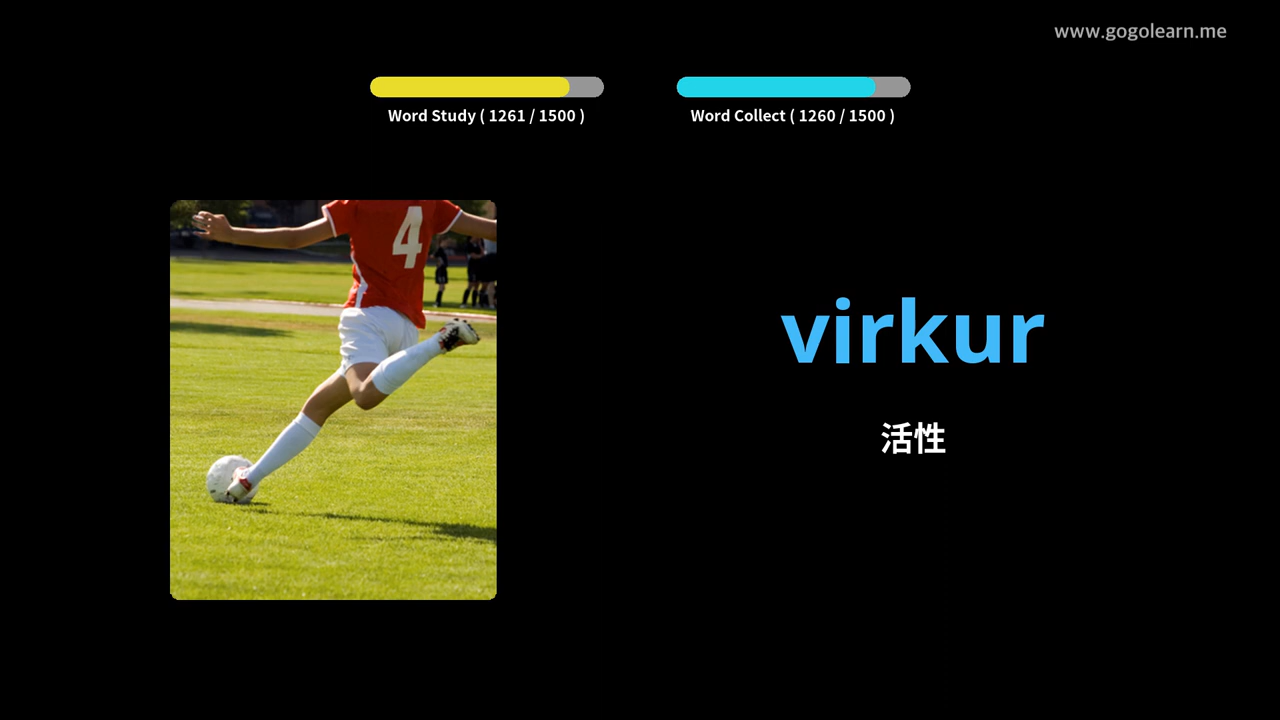 www.gogolearn.me
Word Study ( 1261 / 1500 )
Word Collect ( 1260 / 1500 )
4
virkur
活性